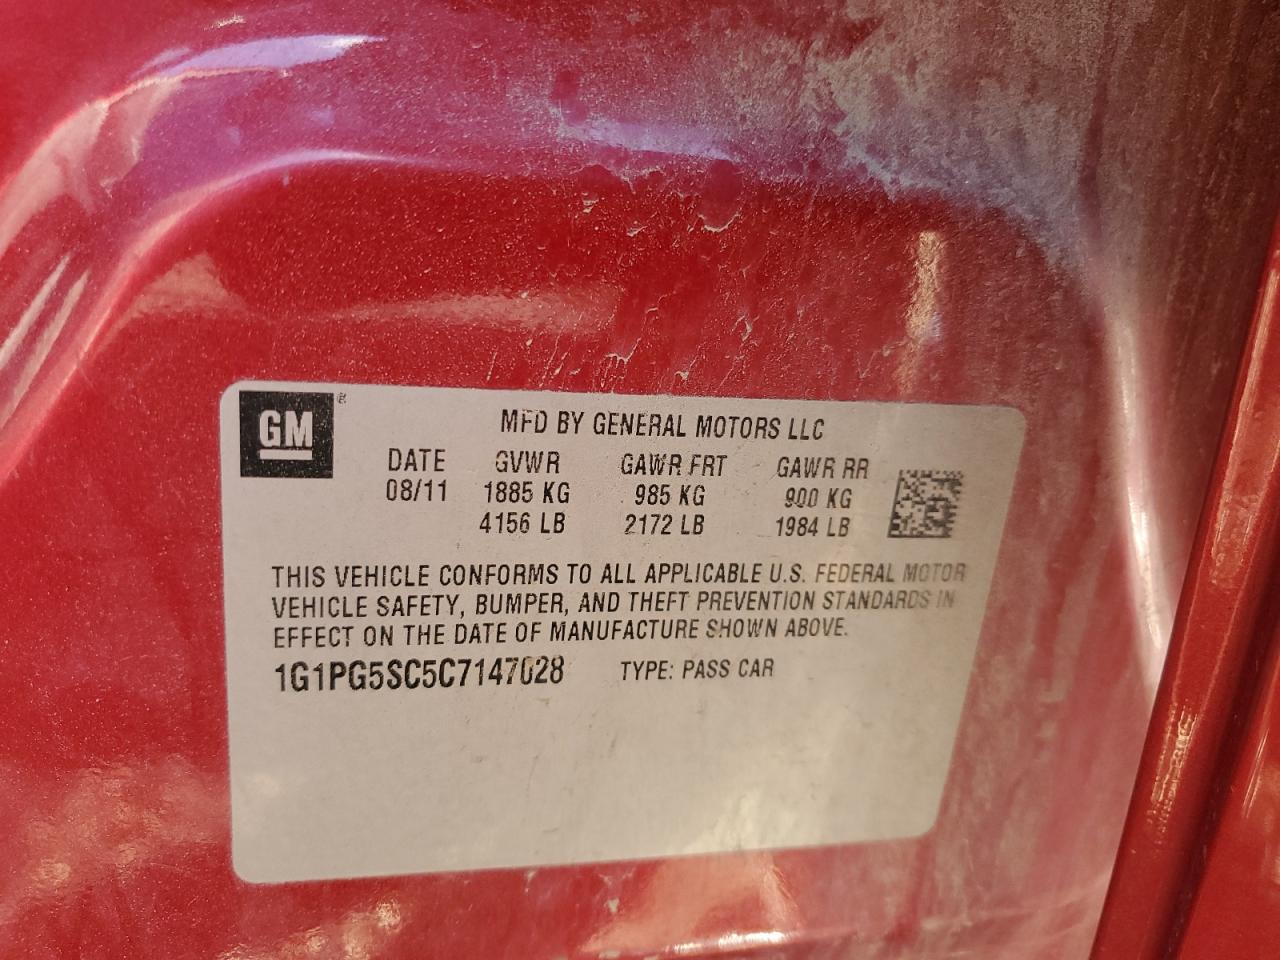 GM ®
MFD BY GENERAL MOTORS LLC
DATE GVWR GAWR FRT GAWR RR
08/11 1885 KG 985 KG 900 KG
4156 LB 2172 LB 1984 LB
THIS VEHICLE CONFORMS TO ALL APPLICABLE U.S. FEDERAL MOTOR
VEHICLE SAFETY, BUMPER, AND THEFT PREVENTION STANDARDS IN
EFFECT ON THE DATE OF MANUFACTURE SHOWN ABOVE.
1G1PG5SC5C7147028 TYPE: PASS CAR